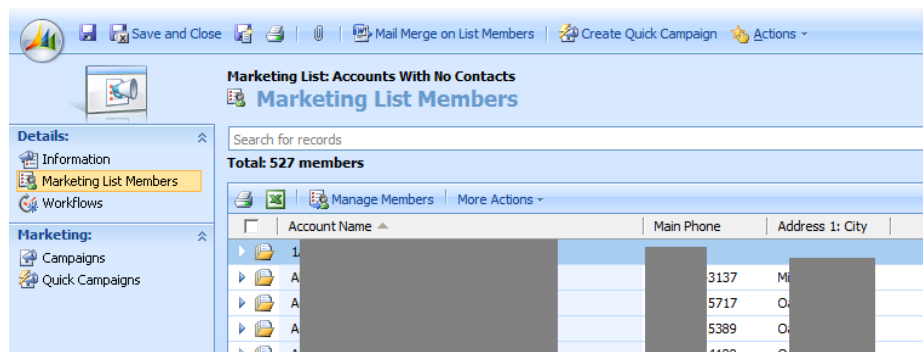 Save and Close Mail Merge on List Members Create Quick Campaign Actions
Marketing List: Accounts With No Contacts
Marketing List Members
Details:
Information
Marketing List Members
Workflows
Marketing:
Campaigns
Quick Campaigns
Search for records
Total: 527 members
Manage Members More Actions
Account Name Main Phone Address 1: City
1
A 3137 Mi
A 5717 O
A 5389 O